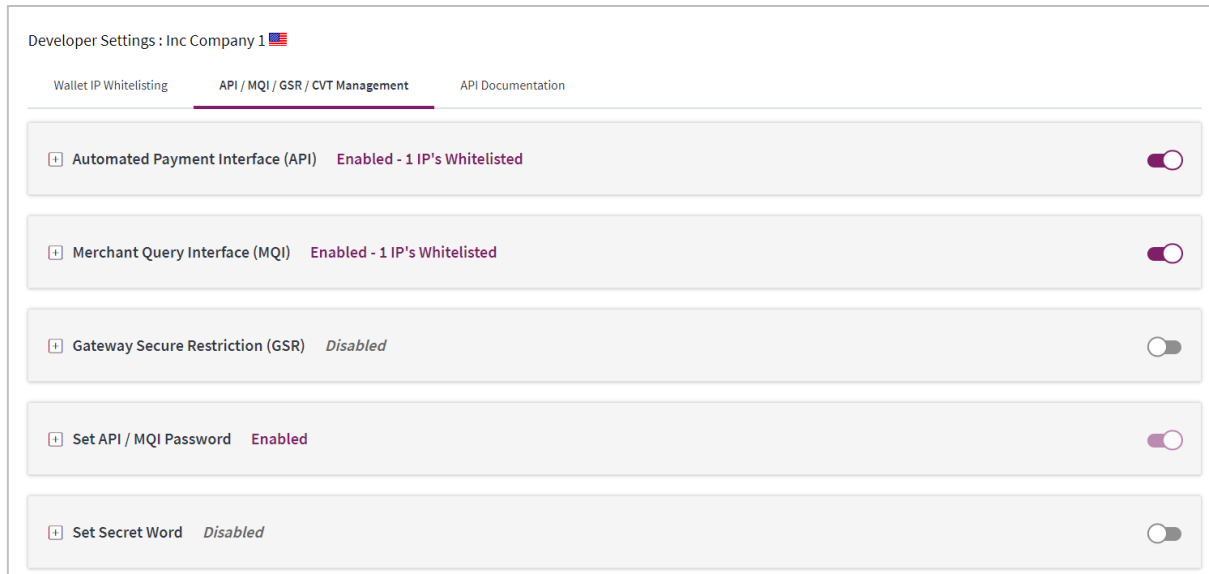 Developer Settings : Inc Company 1
Wallet IP Whitelisting API / MQI / GSR / CVT Management API Documentation
Automated Payment Interface (API) Enabled - 1 IP's Whitelisted
Merchant Query Interface (MQI) Enabled - 1 IP's Whitelisted
Gateway Secure Restriction (GSR) Disabled
Set API / MQI Password Enabled
Set Secret Word Disabled